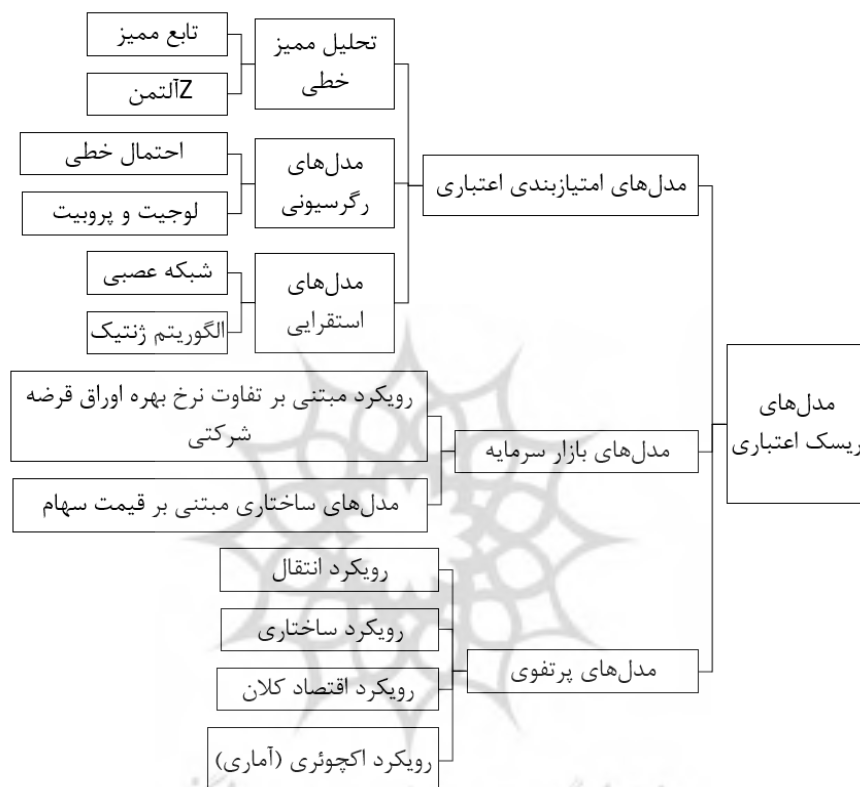 مدل‌های
ریسک اعتباری
مدل‌های امتیازبندی اعتباری
تحلیل ممیز
خطی
تابع ممیز
Zآلتمن
مدل‌های
رگرسیونی
احتمال خطی
لوجیت و پروبیت
مدل‌های
استقرایی
شبکه عصبی
الگوریتم ژنتیک
مدل‌های بازار سرمایه
رویکرد مبتنی بر تفاوت نرخ بهره اوراق قرضه
شرکتی
مدل‌های ساختاری مبتنی بر قیمت سهام
مدل‌های پرتفوی
رویکرد انتقال
رویکرد ساختاری
رویکرد اقتصاد کلان
رویکرد اکچوئری (آماری)